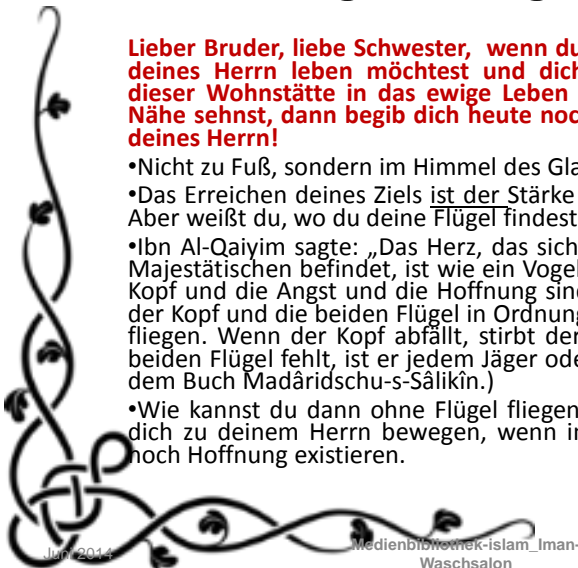 Lieber Bruder, liebe Schwester, wenn du
deines Herrn leben möchtest und dich
dieser Wohnstätte in das ewige Leben
Nähe sehnst, dann begib dich heute noch
deines Herrn!
•Nicht zu Fuß, sondern im Himmel des Gla
•Das Erreichen deines Ziels ist der Stärke
Aber weißt du, wo du deine Flügel findest
•Ibn Al-Qaiyim sagte: „Das Herz, das sich
Majestätischen befindet, ist wie ein Vogel
Kopf und die Angst und die Hoffnung sind
der Kopf und die beiden Flügel in Ordnung
fliegen. Wenn der Kopf abfällt, stirbt der
beiden Flügel fehlt, ist er jedem Jäger ode
dem Buch Madâridschu-s-Sâlikîn.)
•Wie kannst du dann ohne Flügel fliegen
dich zu deinem Herrn bewegen, wenn in
noch Hoffnung existieren.
Juni 2014
Medienbibliothek-islam_Iman-
Waschsalon